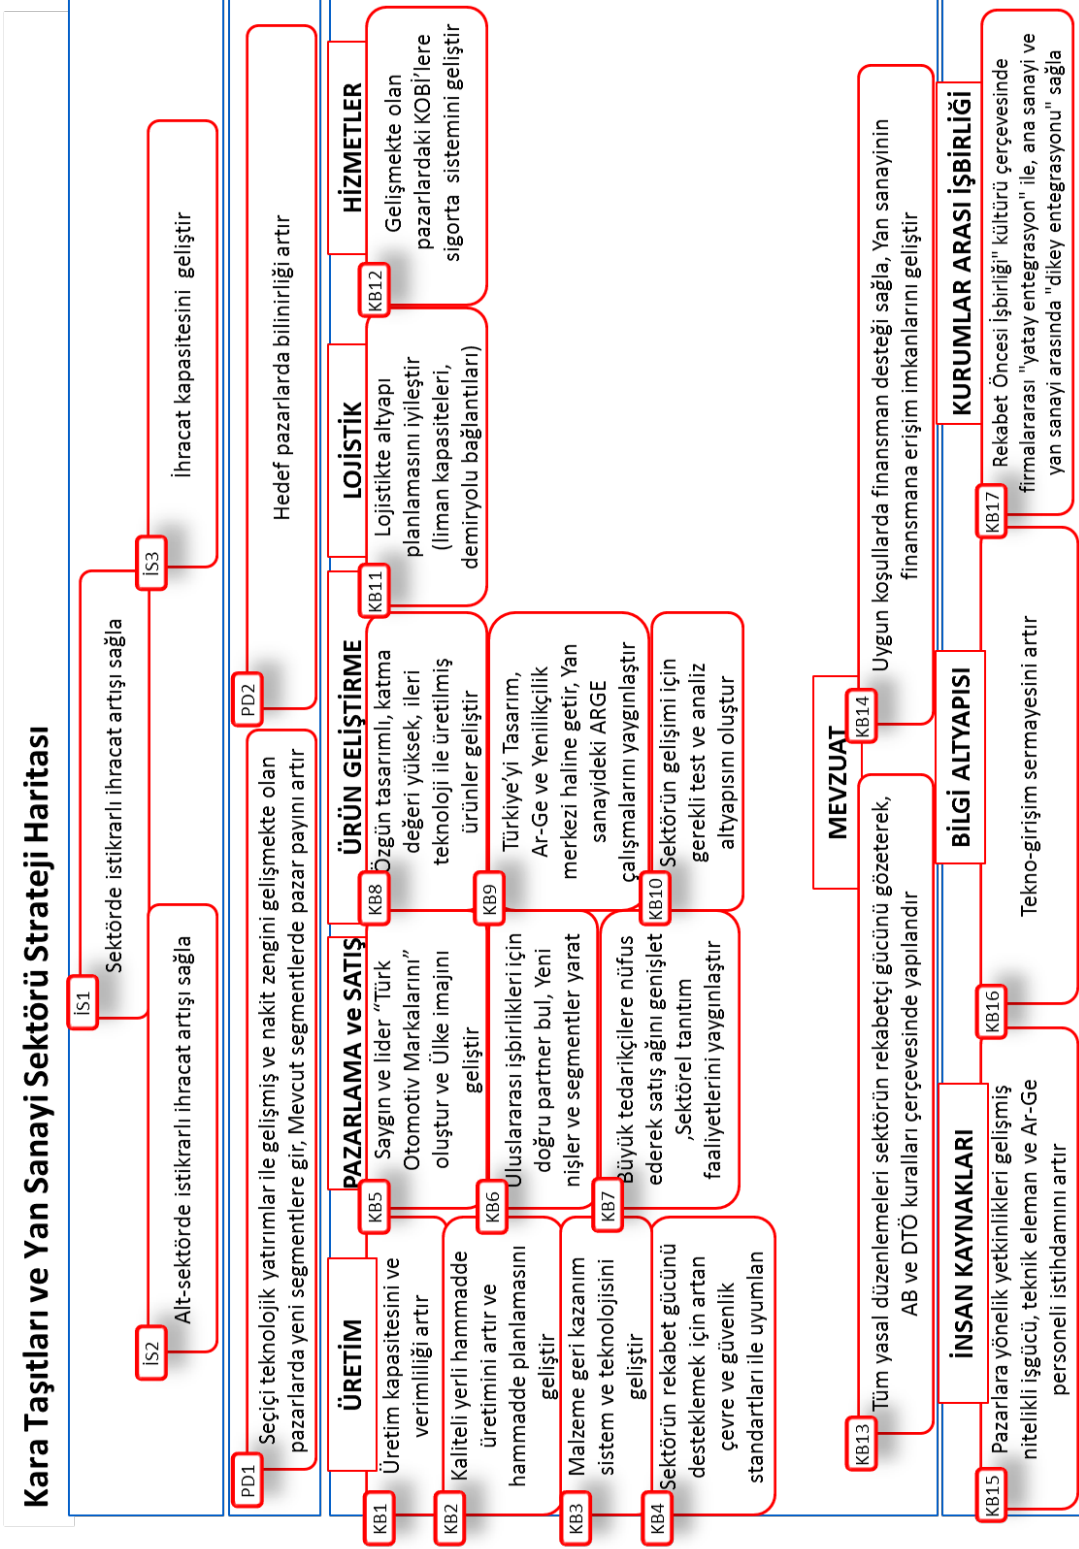 Kara Taşıtları ve Yan Sanayi Sektörü Strateji Haritası
İS1
Sektörde istikrarlı ihracat artışı sağla
İS2
Alt-sektörde istikrarlı ihracat artışı sağla
İS3
İhracat kapasitesini geliştir
PD1
Seçiçi teknolojik yatırımlar ile gelişmiş ve nakit zengini gelişmekte olan
pazarlarda yeni segmentlere gir, Mevcut segmentlerde pazar payını artır
PD2
Hedef pazarlarda bilinirliği artır
ÜRETİM
KB1
Üretim kapasitesini ve
verimliliği artır
KB2
Kaliteli yerli hammadde
üretimini artır ve
hammadde planlamasını
geliştir
KB3
Malzeme geri kazanım
sistem ve teknolojisini
geliştir
KB4
Sektörün rekabet gücünü
desteklemek için artan
çevre ve güvenlik
standartları ile uyumlan
PAZARLAMA ve SATIŞ
KB5
Saygın ve lider “Türk
Otomotiv Markalarını”
oluştur ve Ülke imajını
geliştir
KB6
Uluslararası işbirlikleri için
doğru partner bul, Yeni
nişler ve segmentler yarat
KB7
Büyük tedarikçilere nüfus
ederek satış ağını genişlet
,Sektörel tanıtım
faaliyetlerini yaygınlaştır
ÜRÜN GELİŞTİRME
KB8
Özgün tasarımlı, katma
değeri yüksek, ileri
teknoloji ile üretilmiş
ürünler geliştir
KB9
Türkiye’yi Tasarım,
Ar-Ge ve Yenilikçilik
merkezi haline getir, Yan
sanayideki ARGE
çalışmalarını yaygınlaştır
KB10
Sektörün gelişimi için
gerekli test ve analiz
altyapısını oluştur
LOJİSTİK
KB11
Lojistikte altyapı
planlamasını iyileştir
(liman kapasiteleri,
demiryolu bağlantıları)
HİZMETLER
KB12
Gelişmekte olan
pazarlardaki KOBİ’lere
sigorta sistemini geliştir
MEVZUAT
KB13
Tüm yasal düzenlemeleri sektörün rekabetçi gücünü gözeterek,
AB ve DTÖ kuralları çerçevesinde yapılandır
KB14
Uygun koşullarda finansman desteği sağla, Yan sanayinin
finansmana erişim imkanlarını geliştir
İNSAN KAYNAKLARI
KB15
Pazarlara yönelik yetkinlikleri gelişmiş
nitelikli işgücü, teknik eleman ve Ar-Ge
personeli istihdamını artır
BİLGİ ALTYAPISI
KB16
Tekno-girişim sermayesini artır
KURUMLAR ARASI İŞBİRLİĞİ
KB17
Rekabet Öncesi İşbirliği" kültürü çerçevesinde
firmalararası "yatay entegrasyon" ile, ana sanayi ve
yan sanayi arasında "dikey entegrasyonu" sağla